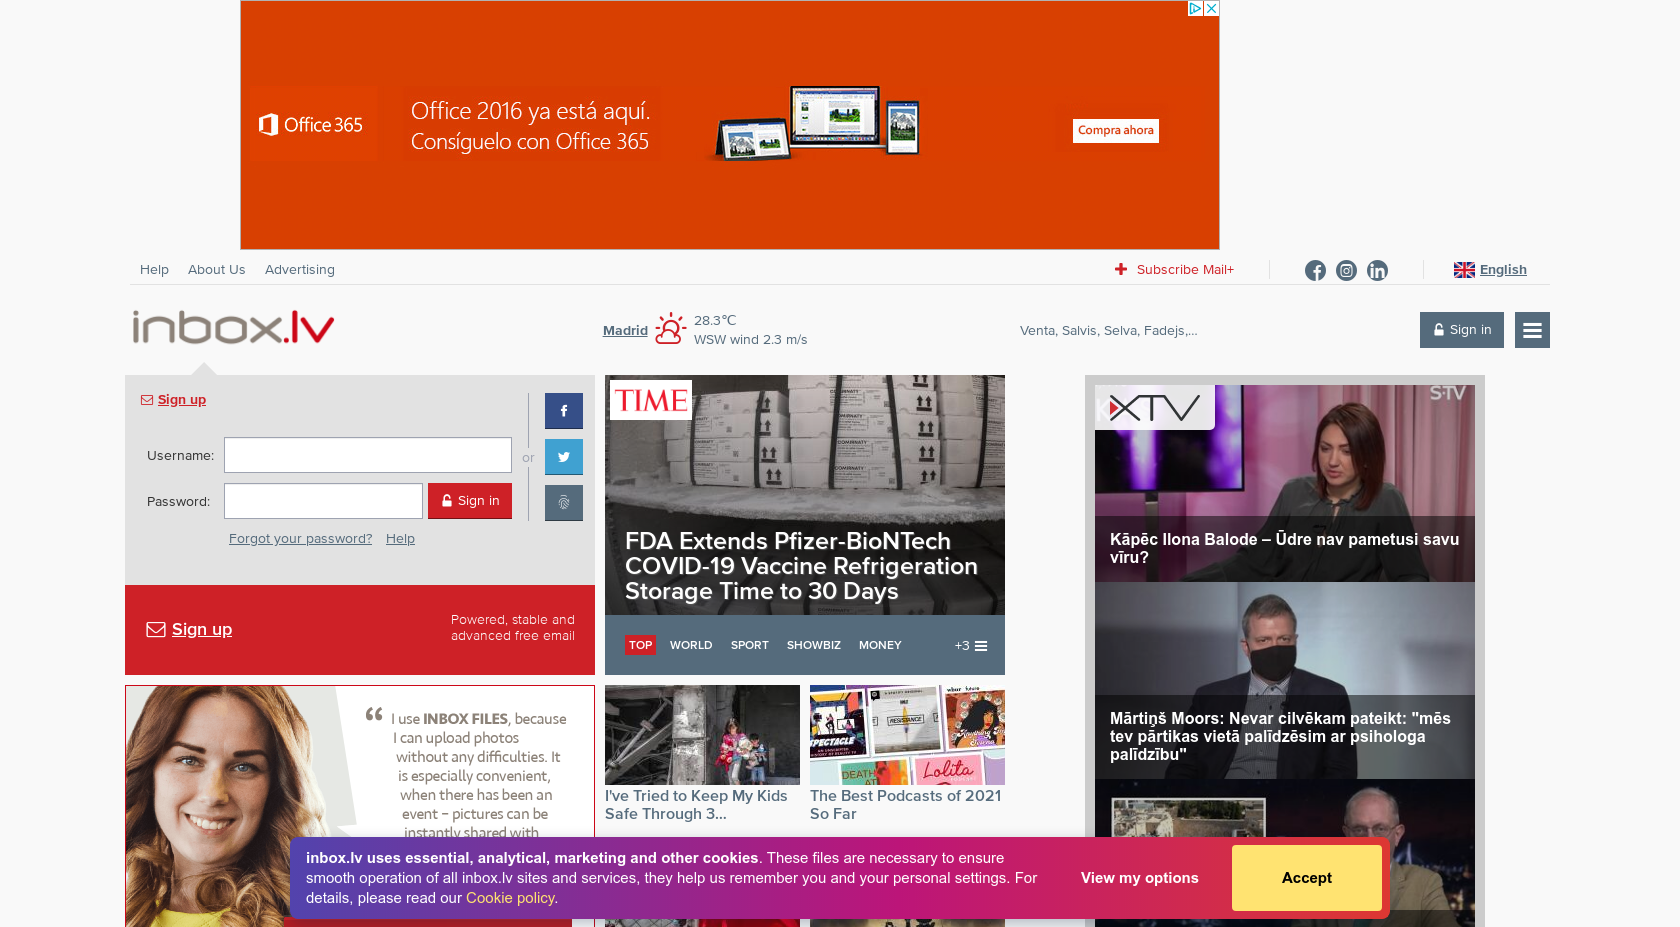 Office 365
Office 2016 ya está aquí.
Consíguelo con Office 365
Compra ahora
Help
About Us
Advertising
Subscribe Mail+
English
inbox.lv
Madrid
28.3°C
WSW wind 2.3 m/s
Venta, Salvis, Selva, Fadejs,...
Sign in
Sign up
Username:
or
Password:
Sign in
Forgot your password?
Help
Sign up
Powered, stable and
advanced free email
“ I use INBOX FILES, because
I can upload photos
without any difficulties. It
is especially convenient,
when there has been an
event – pictures can be
instantly shared with
TIME
COMIRNATY
FDA Extends Pfizer-BioNTech
COVID-19 Vaccine Refrigeration
Storage Time to 30 Days
TOP
WORLD
SPORT
SHOWBIZ
MONEY
+3
I've Tried to Keep My Kids
Safe Through 3...
SPECTACLE
RESISTANCE
DEATH
Lolita
The Best Podcasts of 2021
So Far
XTV
STV
Kāpēc Ilona Balode – Ūdre nav pametusi savu
vīru?
Mārtiņš Moors: Nevar cilvēkam pateikt: "mēs
tev pārtikas vietā palīdzēsim ar psihologa
palīdzību"
inbox.lv uses essential, analytical, marketing and other cookies. These files are necessary to ensure
smooth operation of all inbox.lv sites and services, they help us remember you and your personal settings. For
details, please read our Cookie policy.
View my options
Accept